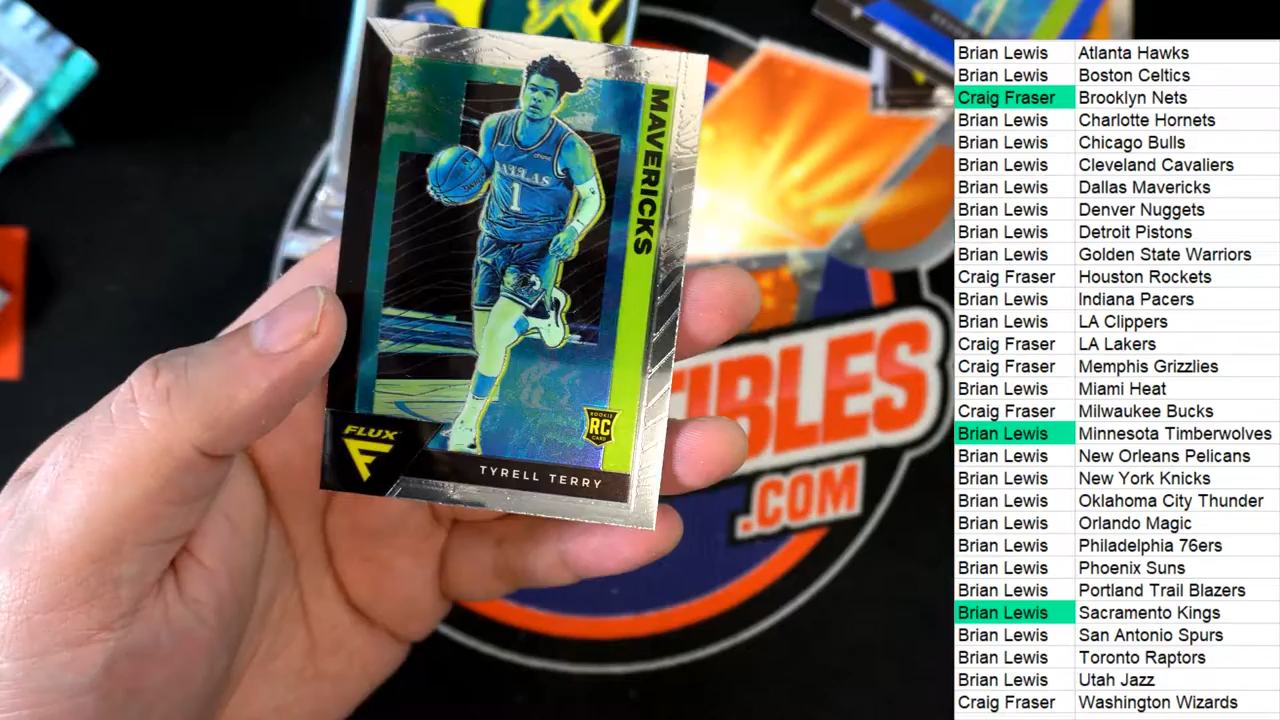 MAVERICKS
DALLAS
1
FLUX
ROOKIE
RC
CARD
TYRELL TERRY
TIBLES
.COM
Brian Lewis Atlanta Hawks
Brian Lewis Boston Celtics
Craig Fraser Brooklyn Nets
Brian Lewis Charlotte Hornets
Brian Lewis Chicago Bulls
Brian Lewis Cleveland Cavaliers
Brian Lewis Dallas Mavericks
Brian Lewis Denver Nuggets
Brian Lewis Detroit Pistons
Brian Lewis Golden State Warriors
Craig Fraser Houston Rockets
Brian Lewis Indiana Pacers
Brian Lewis LA Clippers
Craig Fraser LA Lakers
Craig Fraser Memphis Grizzlies
Brian Lewis Miami Heat
Craig Fraser Milwaukee Bucks
Brian Lewis Minnesota Timberwolves
Brian Lewis New Orleans Pelicans
Brian Lewis New York Knicks
Brian Lewis Oklahoma City Thunder
Brian Lewis Orlando Magic
Brian Lewis Philadelphia 76ers
Brian Lewis Phoenix Suns
Brian Lewis Portland Trail Blazers
Brian Lewis Sacramento Kings
Brian Lewis San Antonio Spurs
Brian Lewis Toronto Raptors
Brian Lewis Utah Jazz
Craig Fraser Washington Wizards